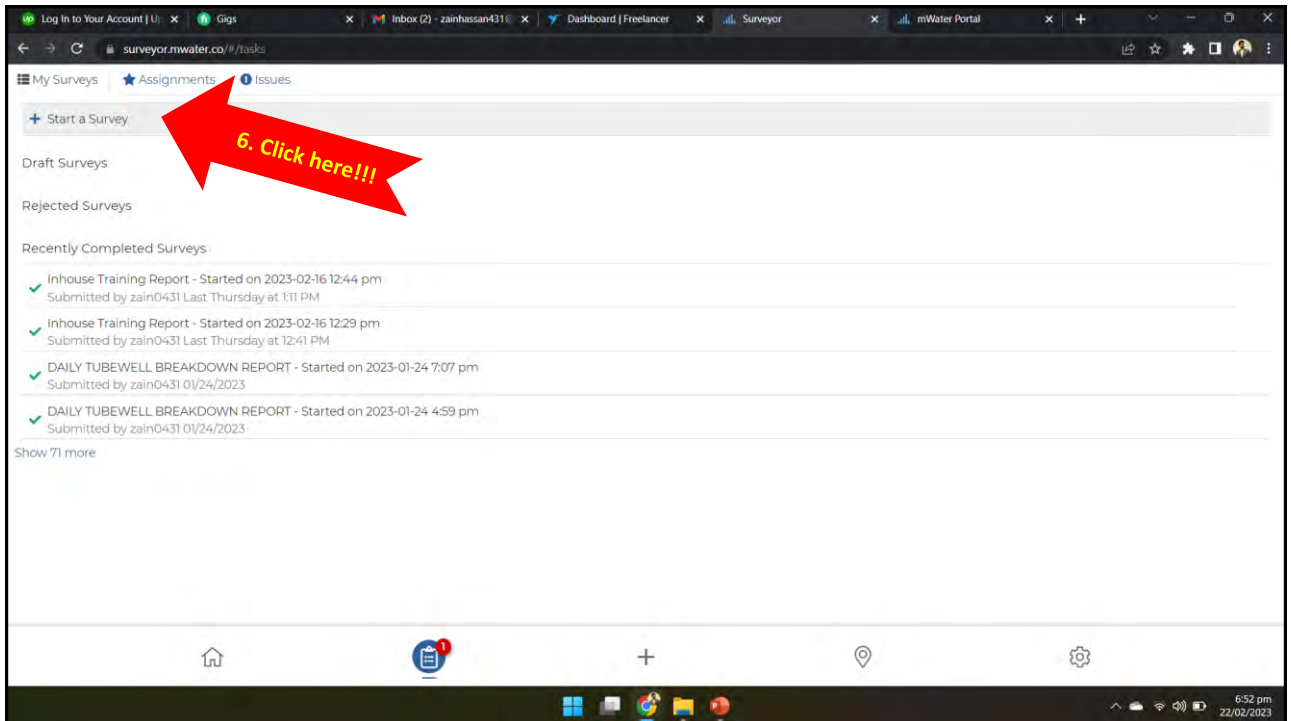 Log In to Your Account | U
Gigs
Inbox (2) - zainhassan431
Dashboard | Freelancer
Surveyor
mWater Portal
surveyor.mwater.co/#/tasks
My Surveys
Assignments
Issues
+ Start a Survey
6. Click here!!!
Draft Surveys
Rejected Surveys
Recently Completed Surveys
Inhouse Training Report - Started on 2023-02-16 12:44 pm
Submitted by zain0431 Last Thursday at 1:11 PM
Inhouse Training Report - Started on 2023-02-16 12:29 pm
Submitted by zain0431 Last Thursday at 12:41 PM
DAILY TUBEWELL BREAKDOWN REPORT - Started on 2023-01-24 7:07 pm
Submitted by zain0431 01/24/2023
DAILY TUBEWELL BREAKDOWN REPORT - Started on 2023-01-24 4:59 pm
Submitted by zain0431 01/24/2023
Show 71 more
1
6:52 pm
22/02/2023